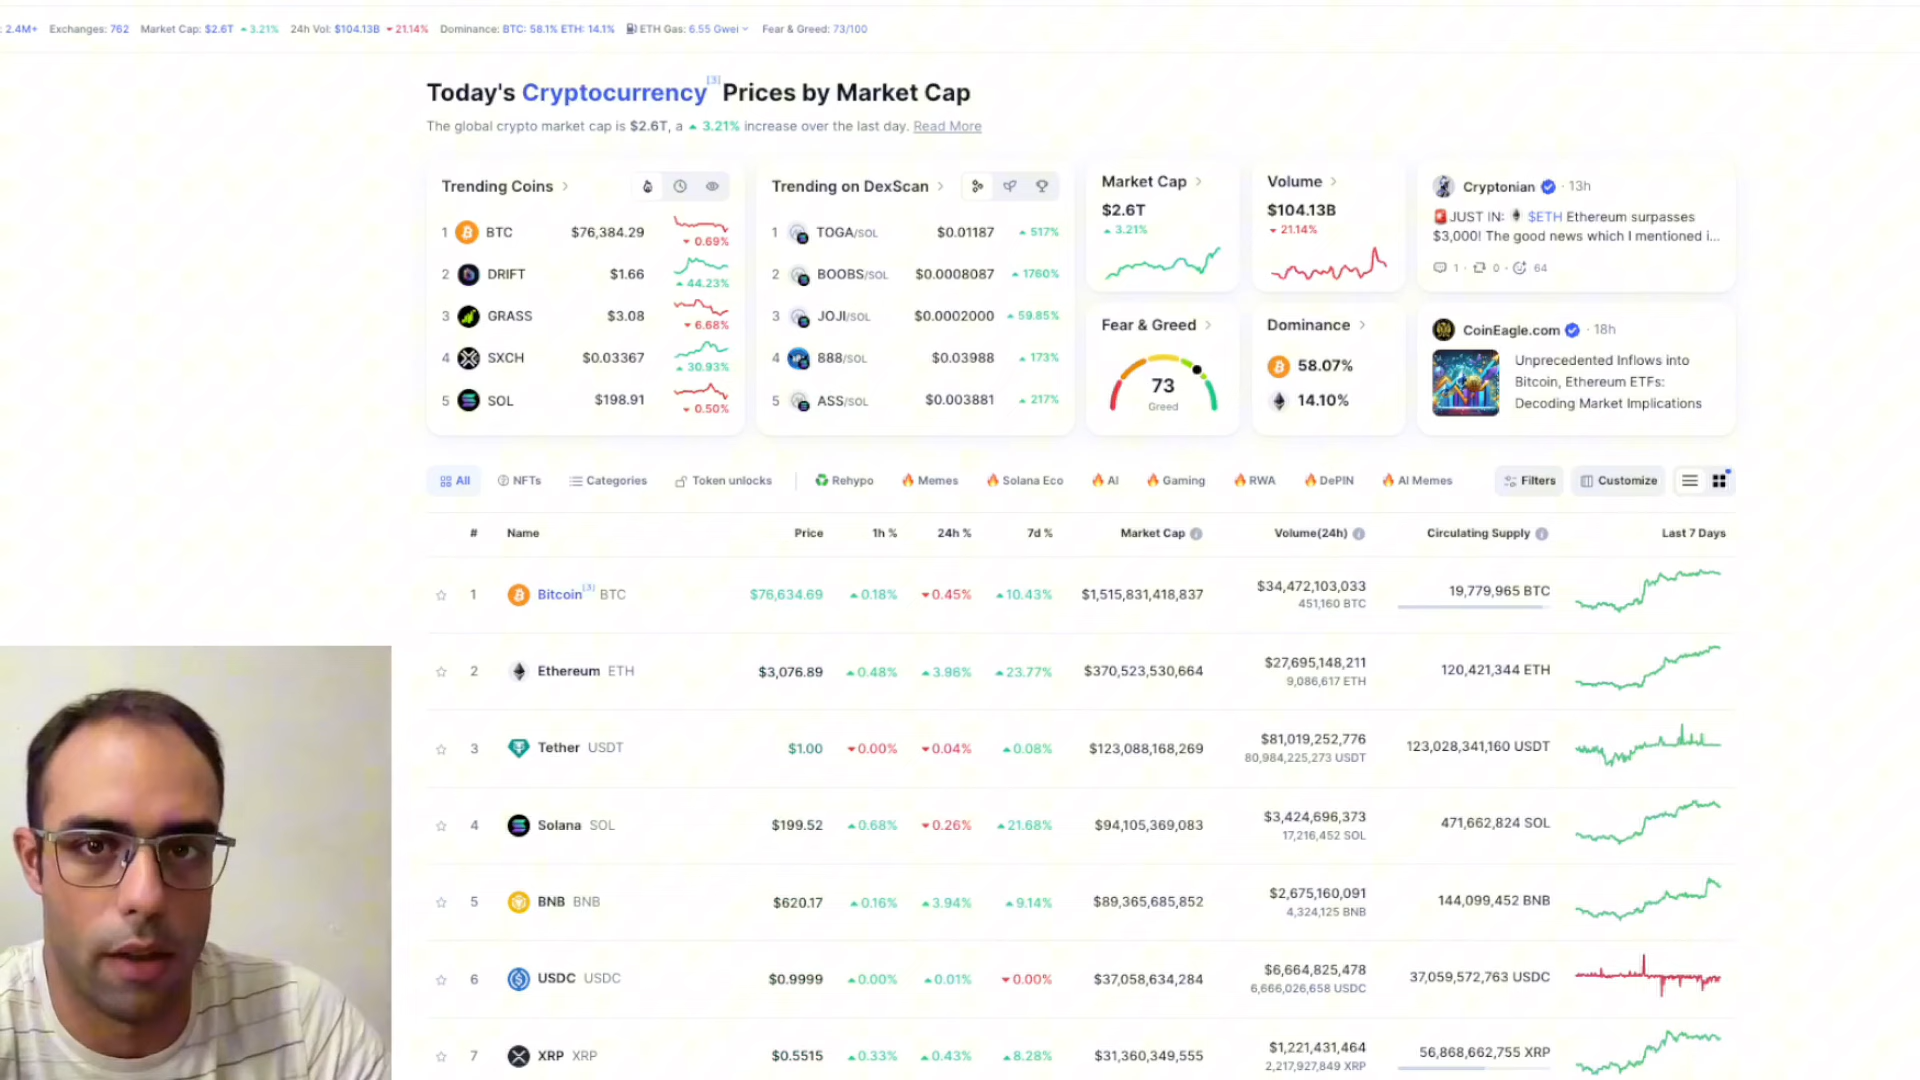 : 2.4M+ Exchanges: 762 Market Cap: $2.6T 3.21% 24h Vol: $104.13B 21.14% Dominance: BTC: 58.1% ETH: 14.1% ETH Gas: 6.55 Gwei Fear & Greed: 73/100
Today's Cryptocurrency[3] Prices by Market Cap
The global crypto market cap is $2.6T, a 3.21% increase over the last day. Read More
Trending Coins
1 BTC $76,384.29 0.69%
2 DRIFT $1.66 44.23%
3 GRASS $3.08 6.68%
4 SXCH $0.03367 30.93%
5 SOL $198.91 0.50%
Trending on DexScan
1 TOGA/SOL $0.01187 517%
2 BOOBS/SOL $0.0008087 1760%
3 JOJI/SOL $0.0002000 59.85%
4 888/SOL $0.03988 173%
5 ASS/SOL $0.003881 217%
Market Cap
$2.6T
3.21%
Volume
$104.13B
21.14%
Fear & Greed
73
Greed
Dominance
58.07%
14.10%
Cryptonian · 13h
JUST IN: $ETH Ethereum surpasses
$3,000! The good news which I mentioned i...
1 · 0 · 64
CoinEagle.com · 18h
Unprecedented Inflows into
Bitcoin, Ethereum ETFs:
Decoding Market Implications
All NFTs Categories Token unlocks Rehypo Memes Solana Eco AI Gaming RWA DePIN AI Memes Filters Customize
# Name Price 1h % 24h % 7d % Market Cap Volume(24h) Circulating Supply Last 7 Days
1 Bitcoin[3] BTC $76,634.69 0.18% 0.45% 10.43% $1,515,831,418,837 $34,472,103,033 19,779,965 BTC
451,160 BTC
2 Ethereum ETH $3,076.89 0.48% 3.96% 23.77% $370,523,530,664 $27,695,148,211 120,421,344 ETH
9,086,617 ETH
3 Tether USDT $1.00 0.00% 0.04% 0.08% $123,088,168,269 $81,019,252,776 123,028,341,160 USDT
80,984,225,273 USDT
4 Solana SOL $199.52 0.68% 0.26% 21.68% $94,105,369,083 $3,424,696,373 471,662,824 SOL
17,216,452 SOL
5 BNB BNB $620.17 0.16% 3.94% 9.14% $89,365,685,852 $2,675,160,091 144,099,452 BNB
4,324,125 BNB
6 USDC USDC $0.9999 0.00% 0.01% 0.00% $37,058,634,284 $6,664,825,478 37,059,572,763 USDC
6,666,026,658 USDC
7 XRP XRP $0.5515 0.33% 0.43% 8.28% $31,360,349,555 $1,221,431,464 56,868,662,755 XRP
2,217,927,849 XRP